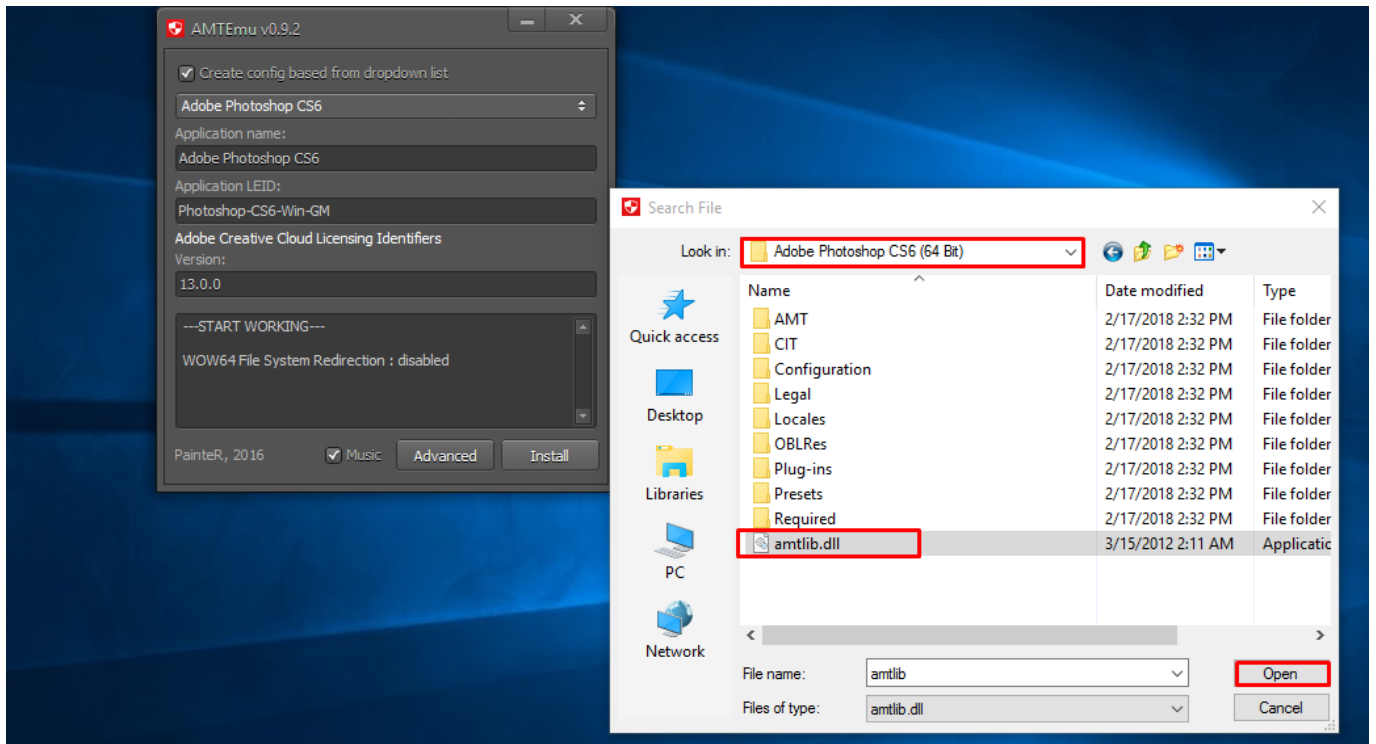 AMTEmu v0.9.2
Create config based from dropdown list
Adobe Photoshop CS6
Application name:
Adobe Photoshop CS6
Application LEID:
Photoshop-CS6-Win-GM
Adobe Creative Cloud Licensing Identifiers
Version:
13.0.0
---START WORKING---
WOW64 File System Redirection : disabled
PainteR, 2016
Music
Advanced
Install
Search File
Look in:
Adobe Photoshop CS6 (64 Bit)
Quick access
Desktop
Libraries
PC
Network
Name Date modified Type
AMT 2/17/2018 2:32 PM File folder
CIT 2/17/2018 2:32 PM File folder
Configuration 2/17/2018 2:32 PM File folder
Legal 2/17/2018 2:32 PM File folder
Locales 2/17/2018 2:32 PM File folder
OBLRes 2/17/2018 2:32 PM File folder
Plug-ins 2/17/2018 2:32 PM File folder
Presets 2/17/2018 2:32 PM File folder
Required 2/17/2018 2:32 PM File folder
amtlib.dll 3/15/2012 2:11 AM Applicatic
File name: amtlib Open
Files of type: amtlib.dll Cancel